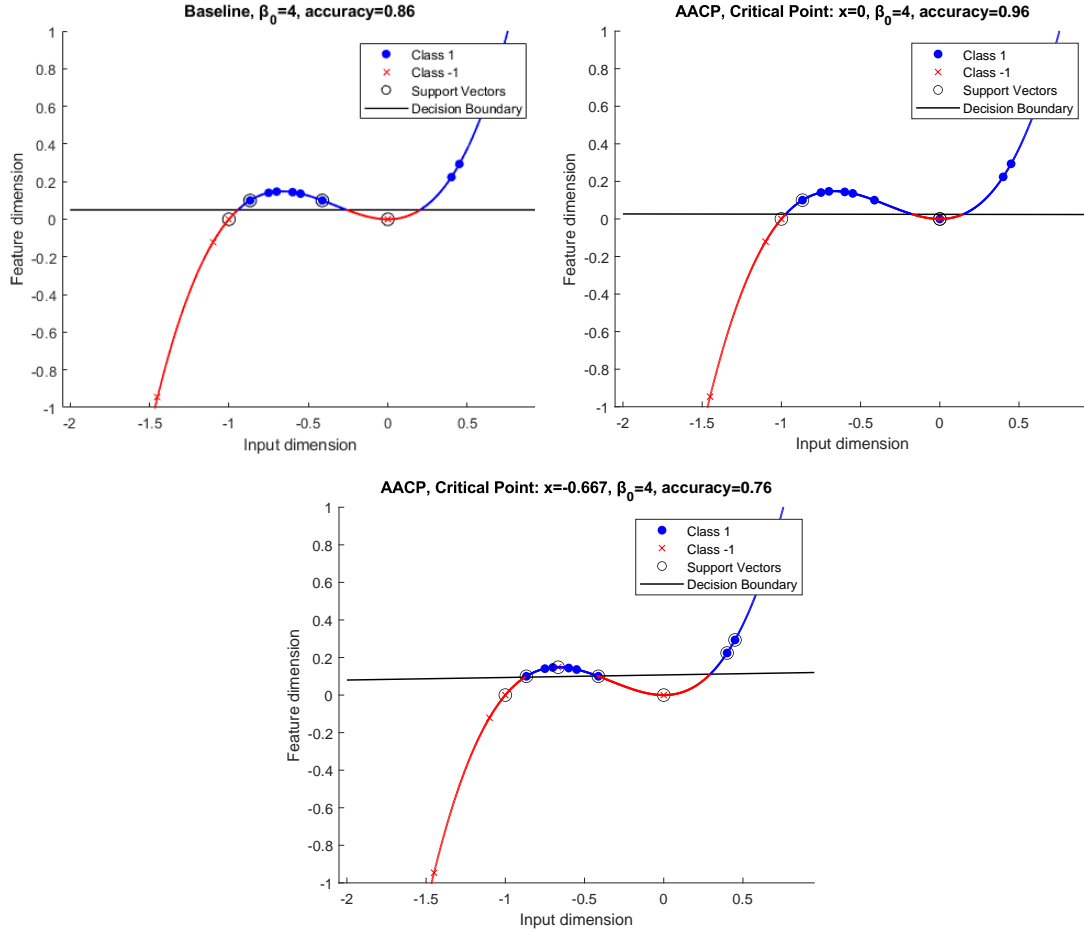 Baseline, β0=4, accuracy=0.86
Class 1
Class -1
Support Vectors
Decision Boundary
1
0.8
0.6
0.4
0.2
0
-0.2
-0.4
-0.6
-0.8
-1
Feature dimension
-2
-1.5
-1
-0.5
0
0.5
Input dimension
AACP, Critical Point: x=0, β0=4, accuracy=0.96
Class 1
Class -1
Support Vectors
Decision Boundary
1
0.8
0.6
0.4
0.2
0
-0.2
-0.4
-0.6
-0.8
-1
Feature dimension
-2
-1.5
-1
-0.5
0
0.5
Input dimension
AACP, Critical Point: x=-0.667, β0=4, accuracy=0.76
Class 1
Class -1
Support Vectors
Decision Boundary
1
0.8
0.6
0.4
0.2
0
-0.2
-0.4
-0.6
-0.8
-1
Feature dimension
-2
-1.5
-1
-0.5
0
0.5
Input dimension